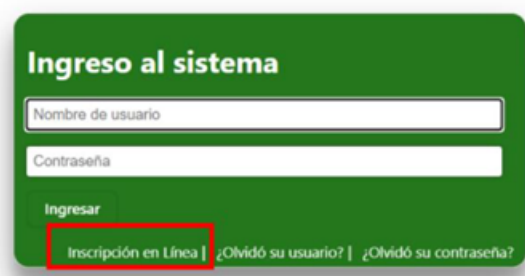 Ingreso al sistema
Nombre de usuario
Contraseña
Ingresar
Inscripción en Línea | ¿Olvidó su usuario? | ¿Olvidó su contraseña?